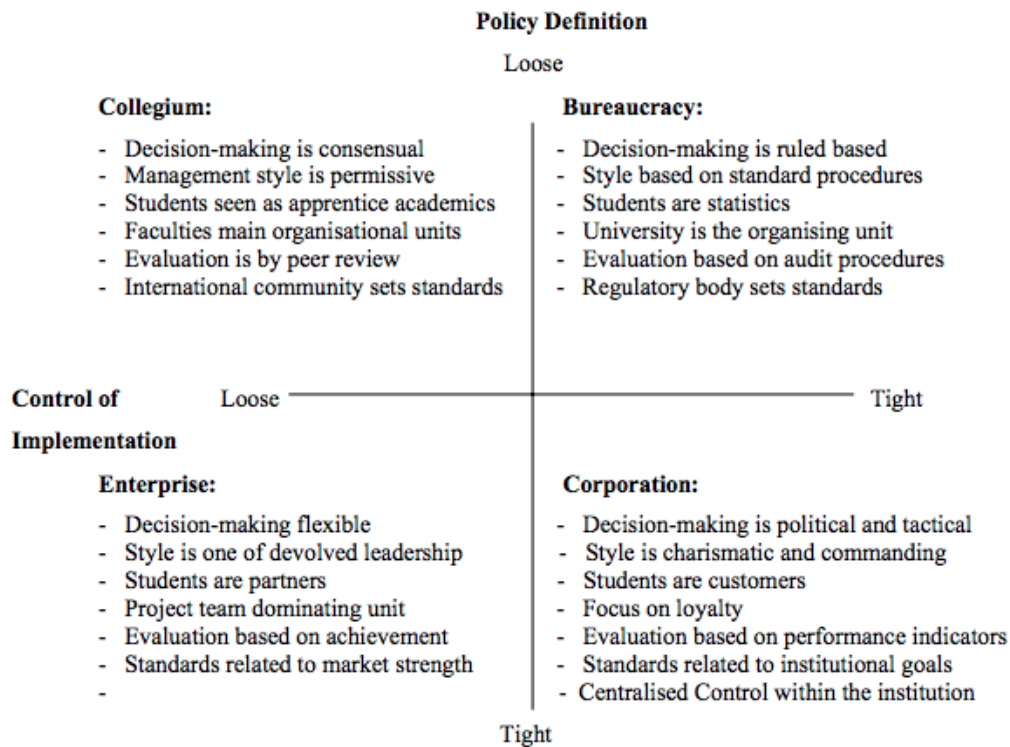 Policy Definition
Loose
Collegium:
- Decision-making is consensual
- Management style is permissive
- Students seen as apprentice academics
- Faculties main organisational units
- Evaluation is by peer review
- International community sets standards
Bureaucracy:
- Decision-making is ruled based
- Style based on standard procedures
- Students are statistics
- University is the organising unit
- Evaluation based on audit procedures
- Regulatory body sets standards
Control of
Implementation
Loose
Tight
Enterprise:
- Decision-making flexible
- Style is one of devolved leadership
- Students are partners
- Project team dominating unit
- Evaluation based on achievement
- Standards related to market strength
-
Corporation:
- Decision-making is political and tactical
- Style is charismatic and commanding
- Students are customers
- Focus on loyalty
- Evaluation based on performance indicators
- Standards related to institutional goals
- Centralised Control within the institution
Tight